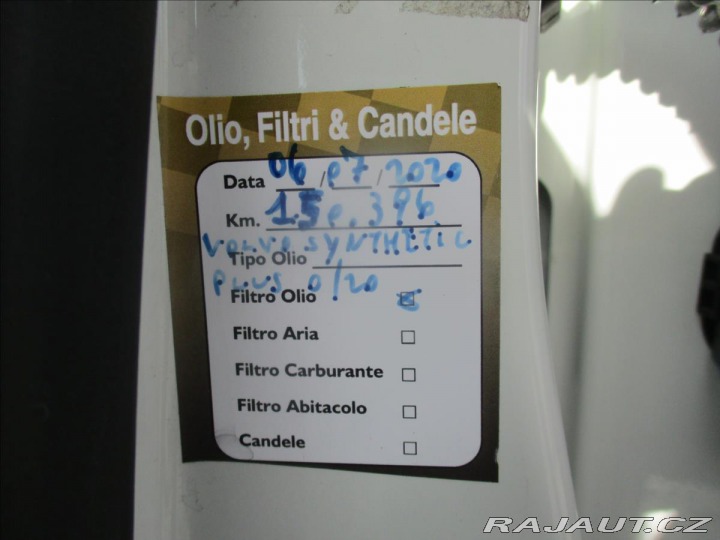 Olio, Filtri & Candele
Data 06/07/2020
Km. 150.396
VOLVO SYNTHETIC
Tipo Olio
PLUS 0/20
Filtro Olio
Filtro Aria
Filtro Carburante
Filtro Abitacolo
Candele
RAJAUT.CZ